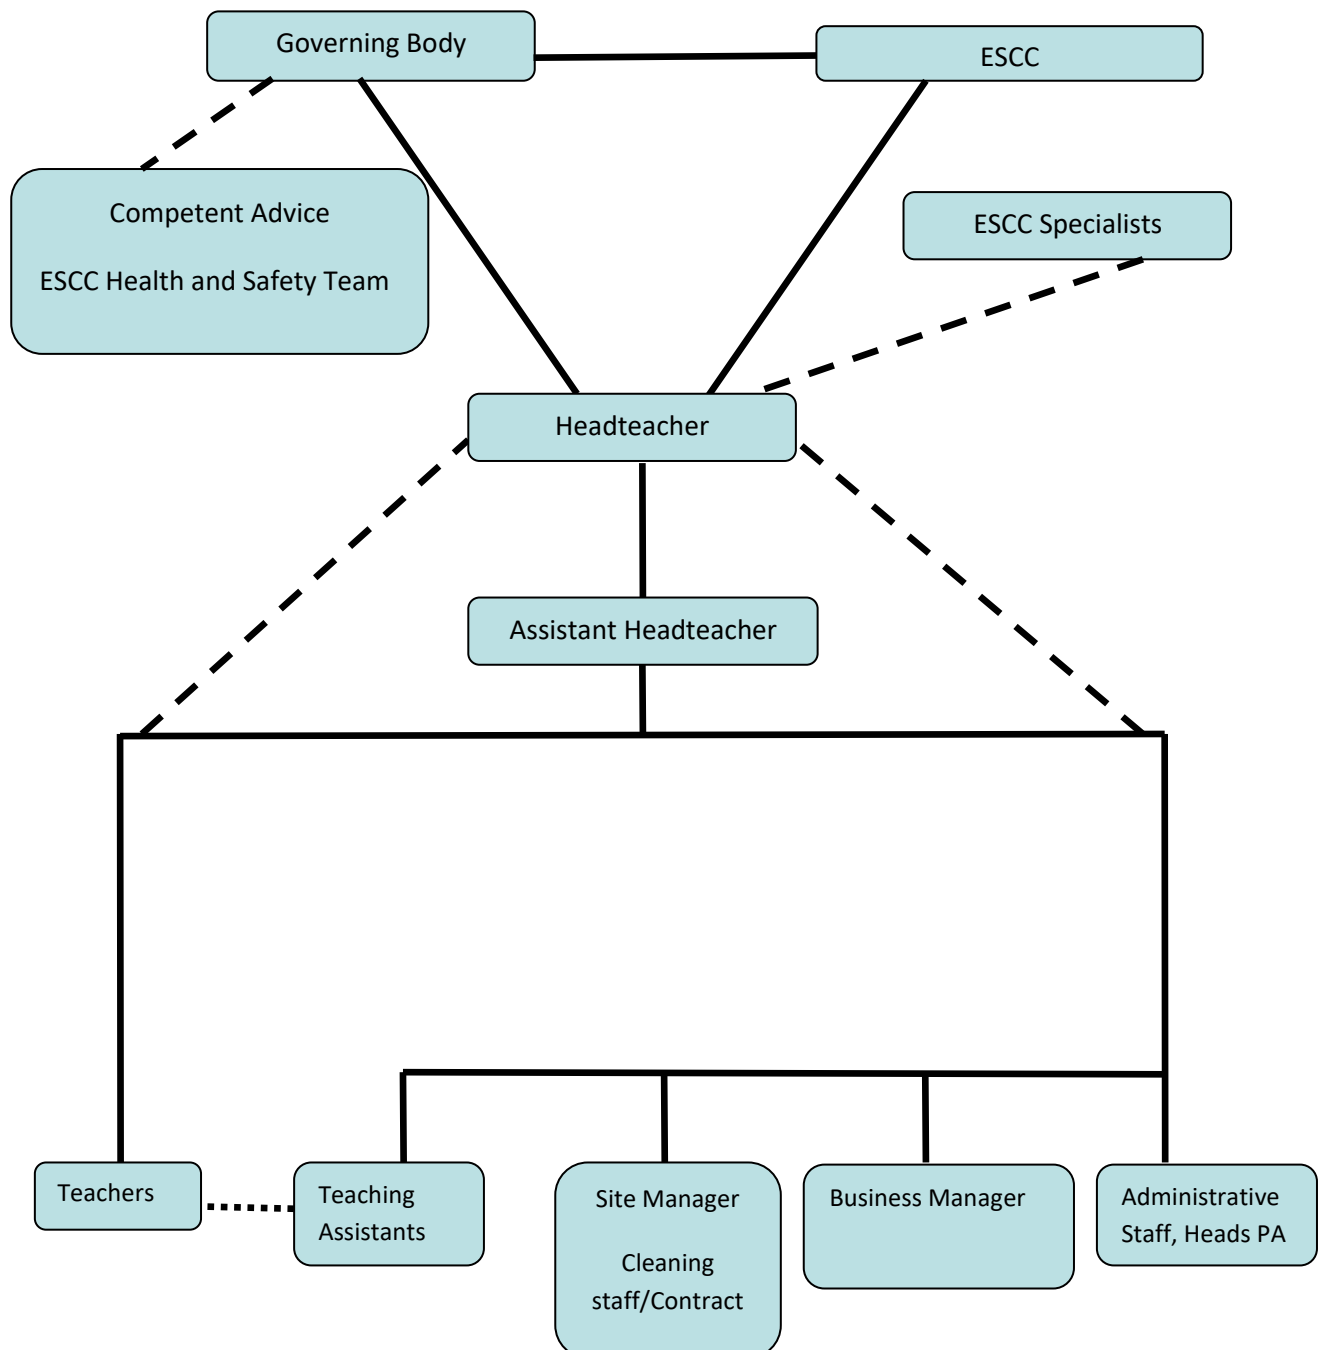 Governing Body
ESCC
Competent Advice
ESCC Health and Safety Team
ESCC Specialists
Headteacher
Assistant Headteacher
Teachers
Teaching
Assistants
Site Manager
Cleaning
staff/Contract
Business Manager
Administrative
Staff, Heads PA